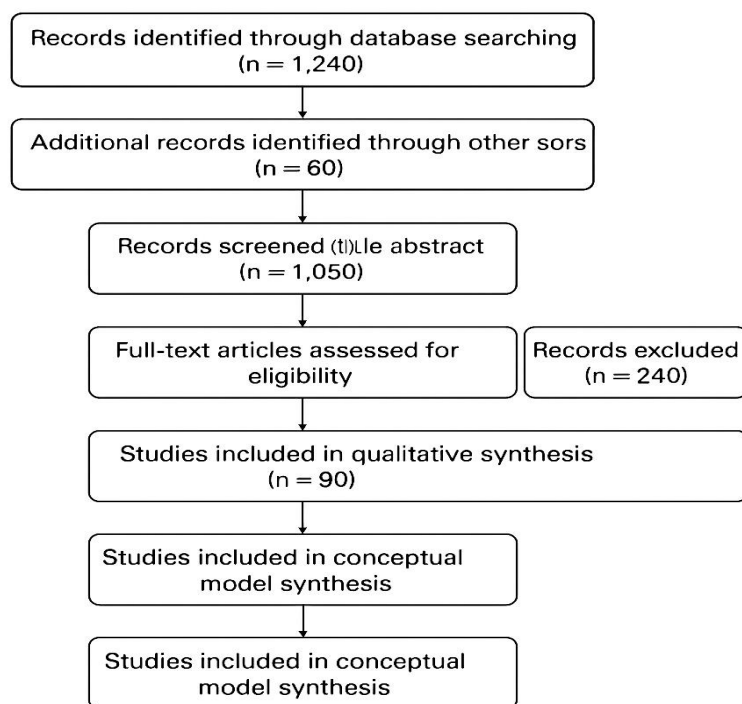 Records identified through database searching
(n = 1,240)
Additional records identified through other sors
(n = 60)
Records screened abstract
(n = 1,050)
Full-text articles assessed for
eligibility
Records excluded
(n = 240)
Studies included in qualitative synthesis
(n = 90)
Studies included in conceptual
model synthesis
Studies included in conceptual
model synthesis